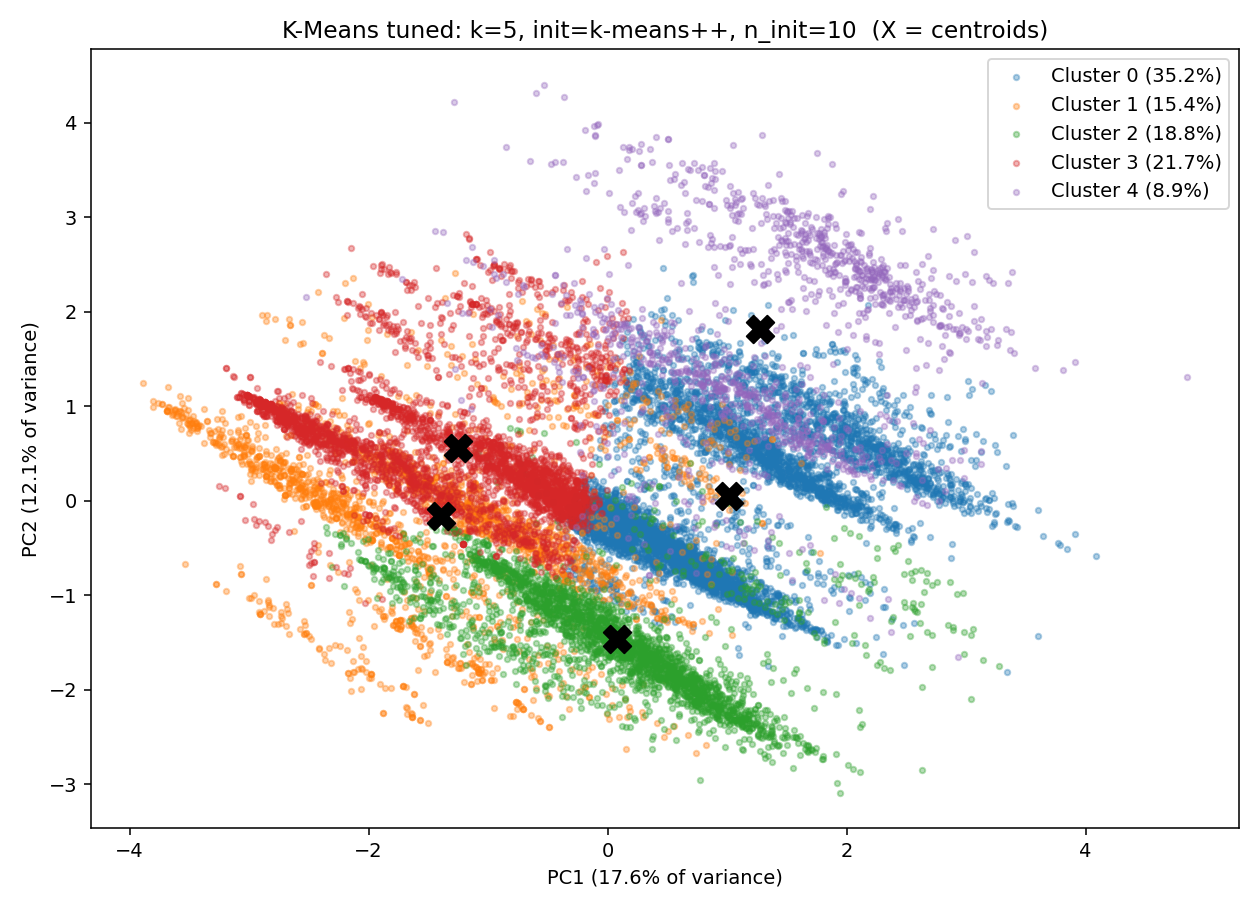 K-Means tuned: k=5, init=k-means++, n_init=10  (X = centroids)
Cluster 0 (35.2%)
Cluster 1 (15.4%)
Cluster 2 (18.8%)
Cluster 3 (21.7%)
Cluster 4 (8.9%)
PC2 (12.1% of variance)
4
3
2
1
0
−1
−2
−3
−4 −2 0 2 4
PC1 (17.6% of variance)